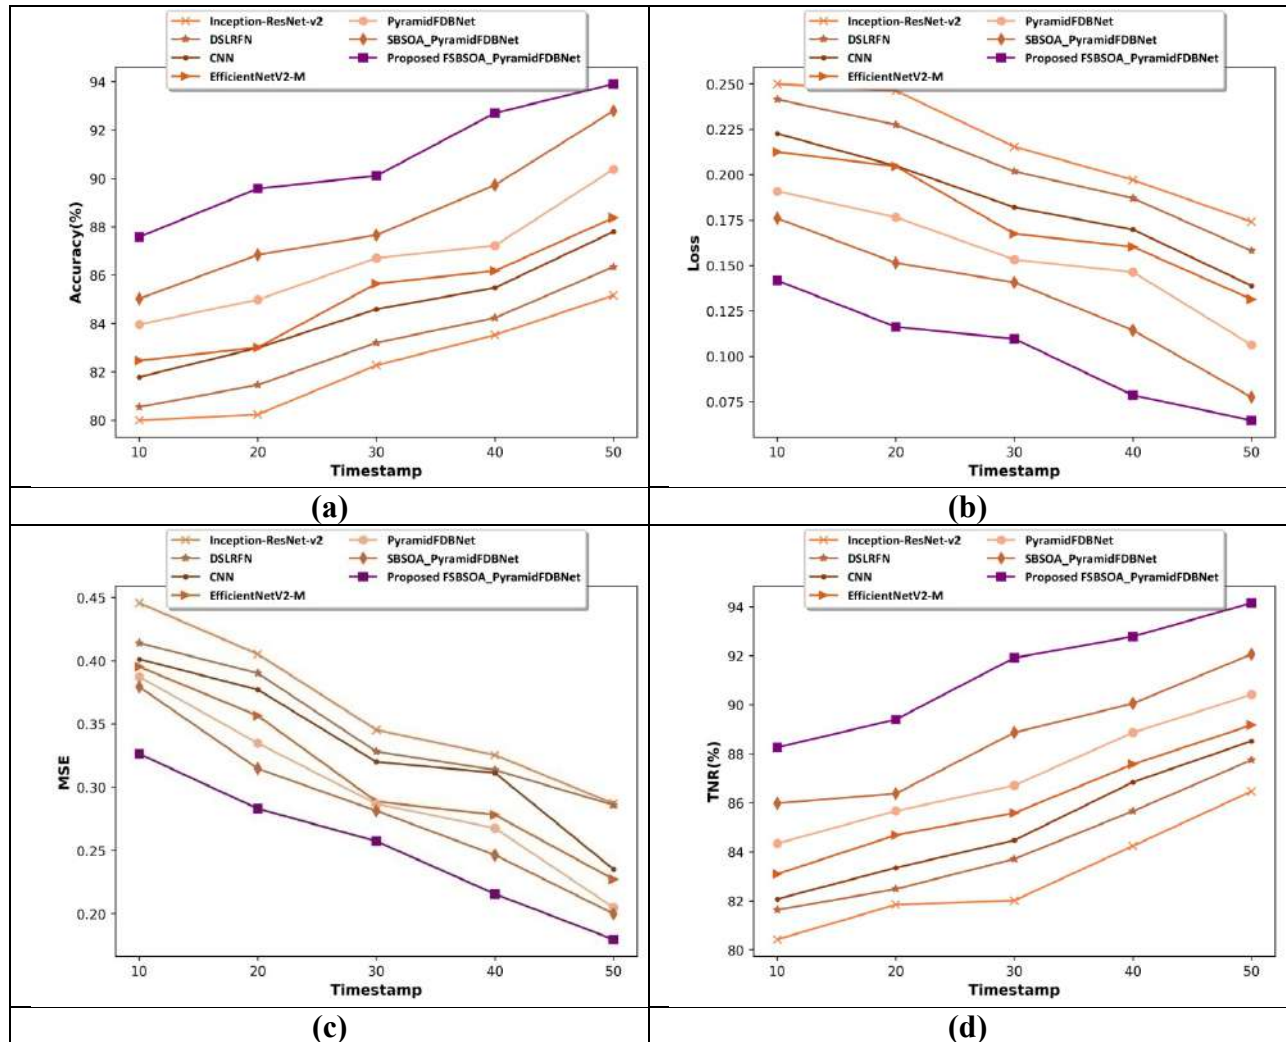 Inception-ResNet-v2
DSLRFN
CNN
EfficientNetV2-M
PyramidFDBNet
SBSOA_PyramidFDBNet
Proposed FSBSOA_PyramidFDBNet
94
92
90
88
86
84
82
80
Accuracy(%)
10 20 30 40 50
Timestamp
(a)
Inception-ResNet-v2
DSLRFN
CNN
EfficientNetV2-M
PyramidFDBNet
SBSOA_PyramidFDBNet
Proposed FSBSOA_PyramidFDBNet
0.250
0.225
0.200
0.175
0.150
0.125
0.100
0.075
Loss
10 20 30 40 50
Timestamp
(b)
Inception-ResNet-v2
DSLRFN
CNN
EfficientNetV2-M
PyramidFDBNet
SBSOA_PyramidFDBNet
Proposed FSBSOA_PyramidFDBNet
0.45
0.40
0.35
0.30
0.25
0.20
MSE
10 20 30 40 50
Timestamp
(c)
Inception-ResNet-v2
DSLRFN
CNN
EfficientNetV2-M
PyramidFDBNet
SBSOA_PyramidFDBNet
Proposed FSBSOA_PyramidFDBNet
94
92
90
88
86
84
82
80
TNR(%)
10 20 30 40 50
Timestamp
(d)